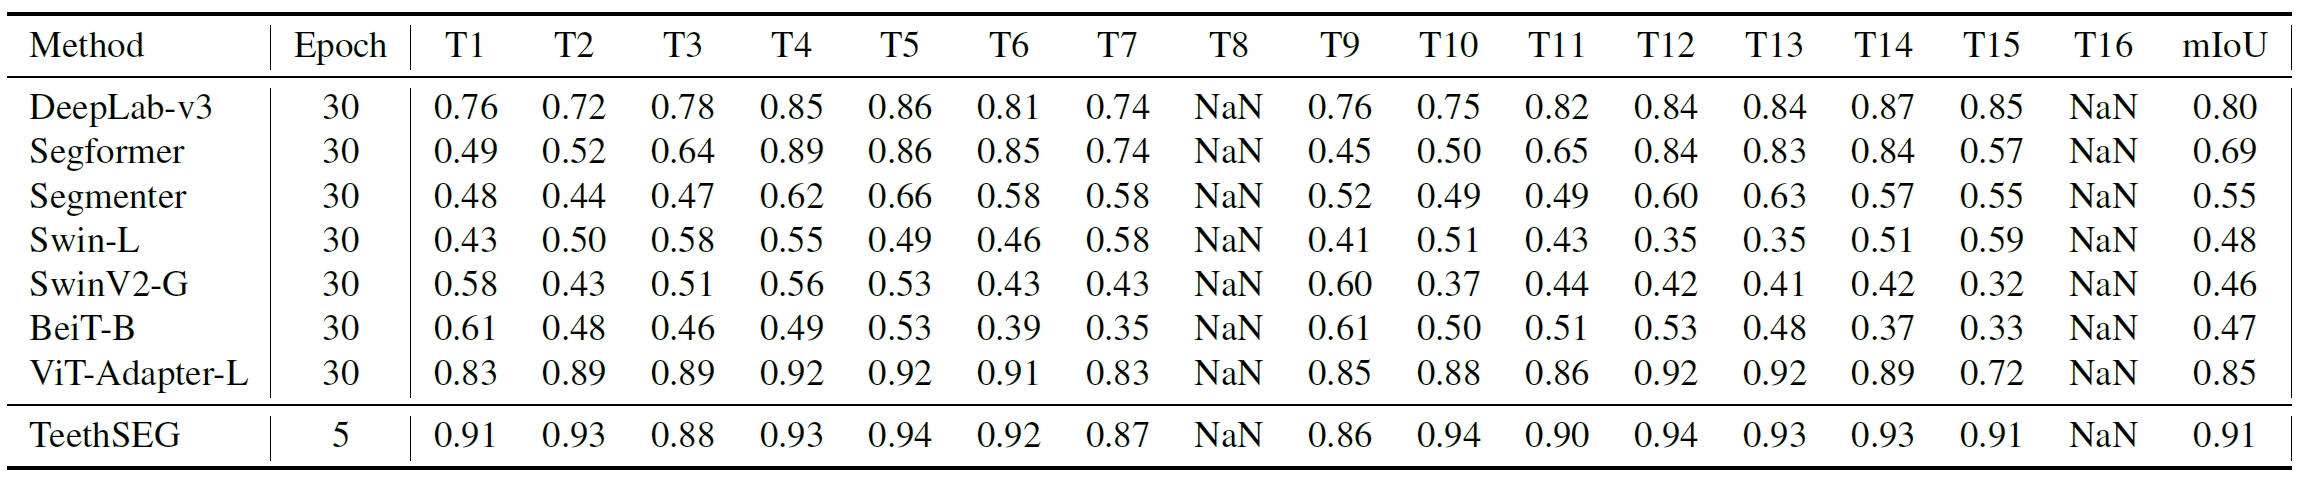 Method Epoch T1 T2 T3 T4 T5 T6 T7 T8 T9 T10 T11 T12 T13 T14 T15 T16 mIoU
DeepLab-v3 30 0.76 0.72 0.78 0.85 0.86 0.81 0.74 NaN 0.76 0.75 0.82 0.84 0.84 0.87 0.85 NaN 0.80
Segformer 30 0.49 0.52 0.64 0.89 0.86 0.85 0.74 NaN 0.45 0.50 0.65 0.84 0.83 0.84 0.57 NaN 0.69
Segmenter 30 0.48 0.44 0.47 0.62 0.66 0.58 0.58 NaN 0.52 0.49 0.49 0.60 0.63 0.57 0.55 NaN 0.55
Swin-L 30 0.43 0.50 0.58 0.55 0.49 0.46 0.58 NaN 0.41 0.51 0.43 0.35 0.35 0.51 0.59 NaN 0.48
SwinV2-G 30 0.58 0.43 0.51 0.56 0.53 0.43 0.43 NaN 0.60 0.37 0.44 0.42 0.41 0.42 0.32 NaN 0.46
BeiT-B 30 0.61 0.48 0.46 0.49 0.53 0.39 0.35 NaN 0.61 0.50 0.51 0.53 0.48 0.37 0.33 NaN 0.47
ViT-Adapter-L 30 0.83 0.89 0.89 0.92 0.92 0.91 0.83 NaN 0.85 0.88 0.86 0.92 0.92 0.89 0.72 NaN 0.85
TeethSEG 5 0.91 0.93 0.88 0.93 0.94 0.92 0.87 NaN 0.86 0.94 0.90 0.94 0.93 0.93 0.91 NaN 0.91